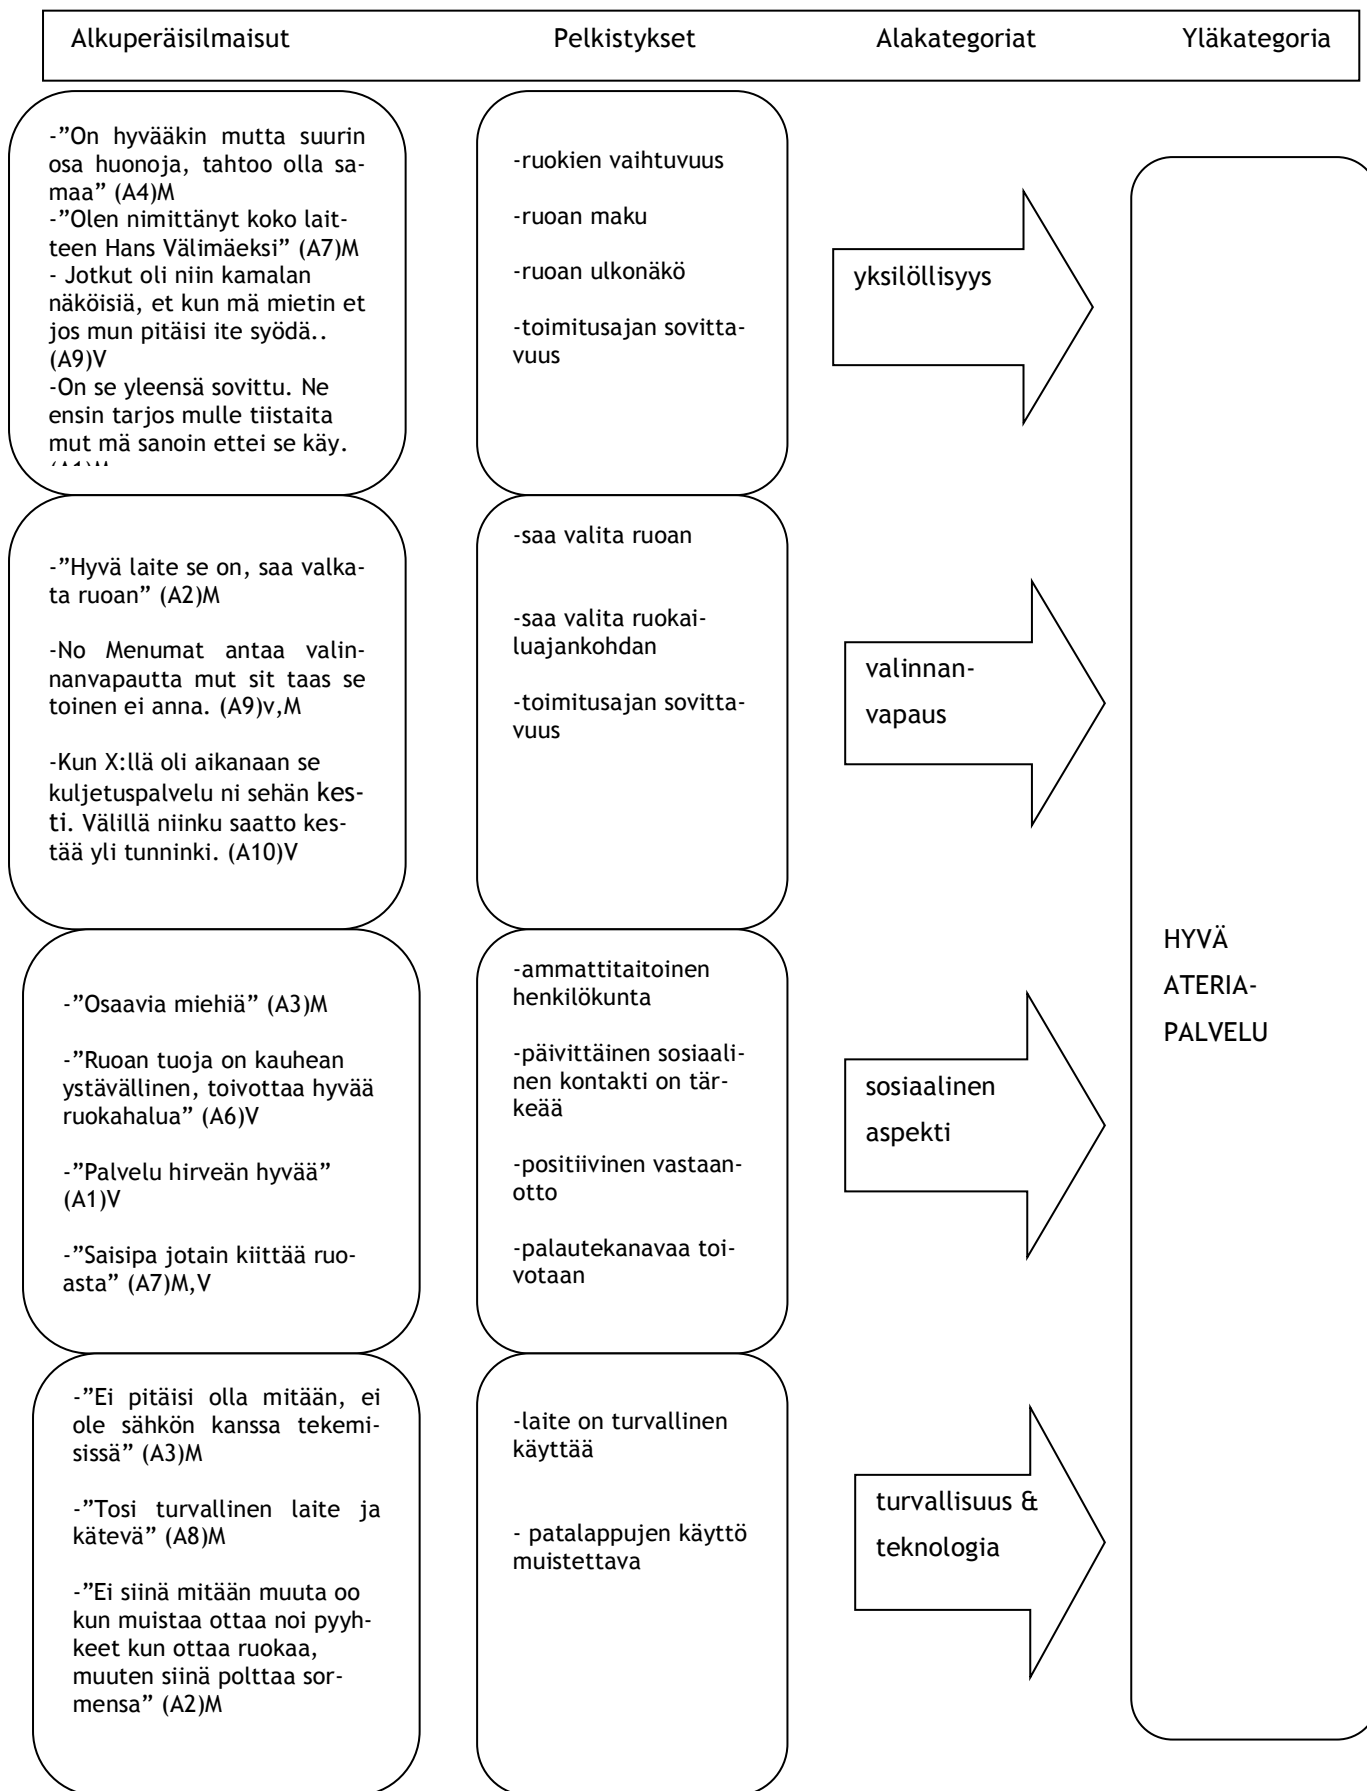 Alkuperäisilmaisut Pelkistykset Alakategoriat Yläkategoria
-”On hyvääkin mutta suurin
osa huonoja, tahtoo olla sa-
maa” (A4)M
-”Olen nimittänyt koko lait-
teen Hans Välimäeksi” (A7)M
- Jotkut oli niin kamalan
näköisiä, et kun mä mietin et
jos mun pitäisi ite syödä..
(A9)V
-On se yleensä sovittu. Ne
ensin tarjos mulle tiistaita
mut mä sanoin ettei se käy.
-ruokien vaihtuvuus
-ruoan maku
-ruoan ulkonäkö
-toimitusajan sovitta-
vuus
yksilöllisyys
-”Hyvä laite se on, saa valka-
ta ruoan” (A2)M
-No Menumat antaa valin-
nanvapautta mut sit taas se
toinen ei anna. (A9)v,M
-Kun X:llä oli aikanaan se
kuljetuspalvelu ni sehän kes-
ti. Välillä niinku saatto kes-
tää yli tunninki. (A10)V
-saa valita ruoan
-saa valita ruokai-
luajankohdan
-toimitusajan sovitta-
vuus
valinnan-
vapaus
-”Osaavia miehiä” (A3)M
-”Ruoan tuoja on kauhean
ystävällinen, toivottaa hyvää
ruokahalua” (A6)V
-”Palvelu hirveän hyvää”
(A1)V
-”Saisipa jotain kiittää ruo-
asta” (A7)M,V
-ammattitaitoinen
henkilökunta
-päivittäinen sosiaali-
nen kontakti on tär-
keää
-positiivinen vastaan-
otto
-palautekanavaa toi-
votaan
sosiaalinen
aspekti
-”Ei pitäisi olla mitään, ei
ole sähkön kanssa tekemi-
sissä” (A3)M
-”Tosi turvallinen laite ja
kätevä” (A8)M
-”Ei siinä mitään muuta oo
kun muistaa ottaa noi pyyh-
keet kun ottaa ruokaa,
muuten siinä polttaa sor-
mensa” (A2)M
-laite on turvallinen
käyttää
- patalappujen käyttö
muistettava
turvallisuus &
teknologia
HYVÄ
ATERIA-
PALVELU